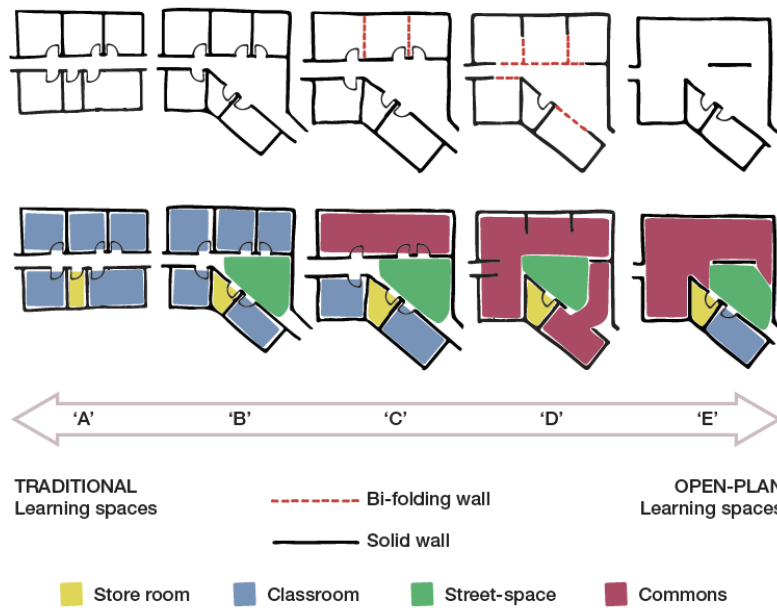 ‘A’ ‘B’ ‘C’ ‘D’ ‘E’
TRADITIONAL
Learning spaces
Bi-folding wall
Solid wall
OPEN-PLAN
Learning spaces
Store room
Classroom
Street-space
Commons